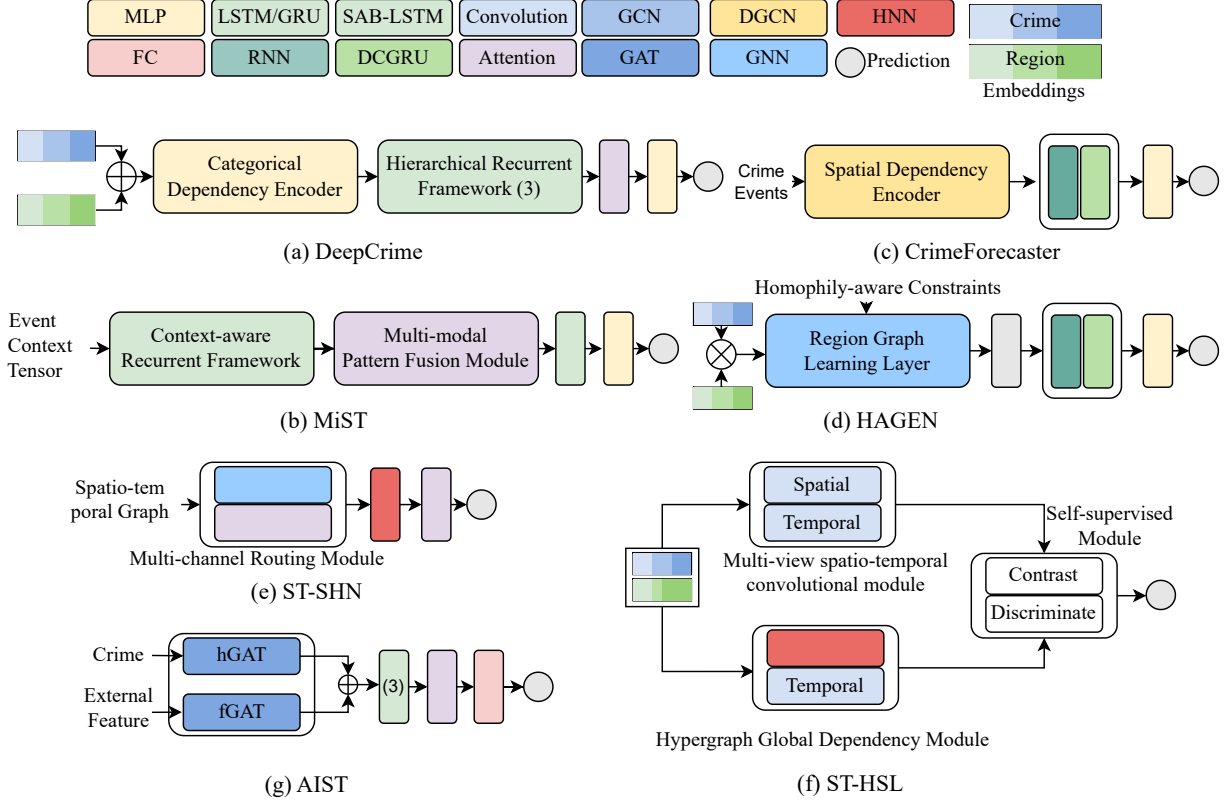 MLP
LSTM/GRU
SAB-LSTM
Convolution
GCN
DGCN
HNN
Crime
FC
RNN
DCGRU
Attention
GAT
GNN
Prediction
Region
Embeddings
Categorical
Dependency Encoder
Hierarchical Recurrent
Framework (3)
(a) DeepCrime
Crime
Events
Spatial Dependency
Encoder
(c) CrimeForecaster
Event
Context
Tensor
Context-aware
Recurrent Framework
Multi-modal
Pattern Fusion Module
(b) MiST
Homophily-aware Constraints
Region Graph
Learning Layer
(d) HAGEN
Spatio-tem
poral Graph
Multi-channel Routing Module
(e) ST-SHN
Spatial
Temporal
Multi-view spatio-temporal
convolutional module
Self-supervised
Module
Contrast
Discriminate
Temporal
Hypergraph Global Dependency Module
(f) ST-HSL
Crime
hGAT
External
Feature
fGAT
(3)
(g) AIST